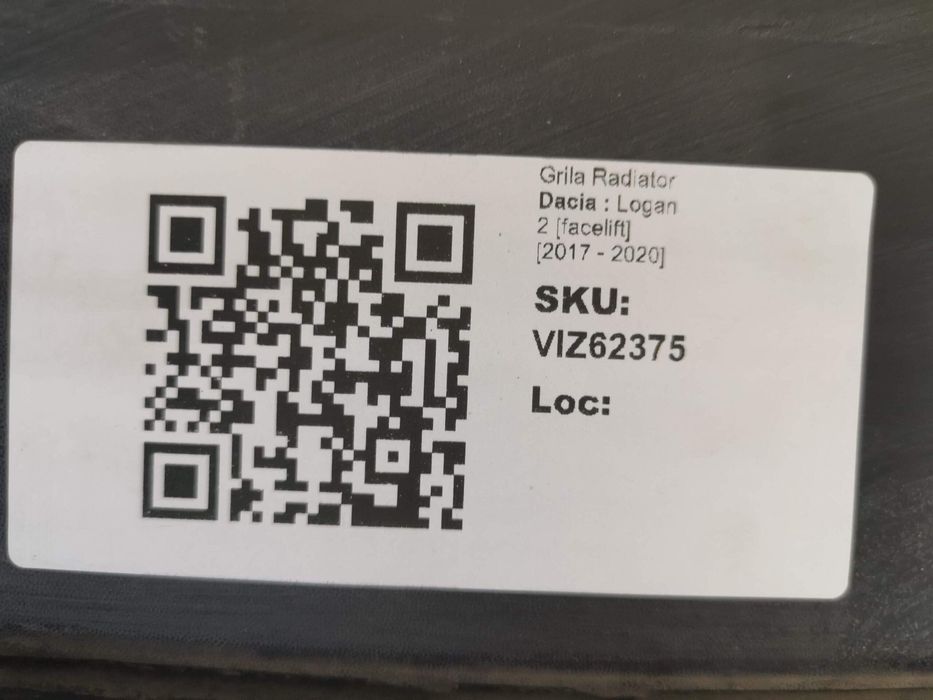 Grila Radiator
Dacia : Logan
2 [facelift]
[2017 - 2020]
SKU:
VIZ62375
Loc: